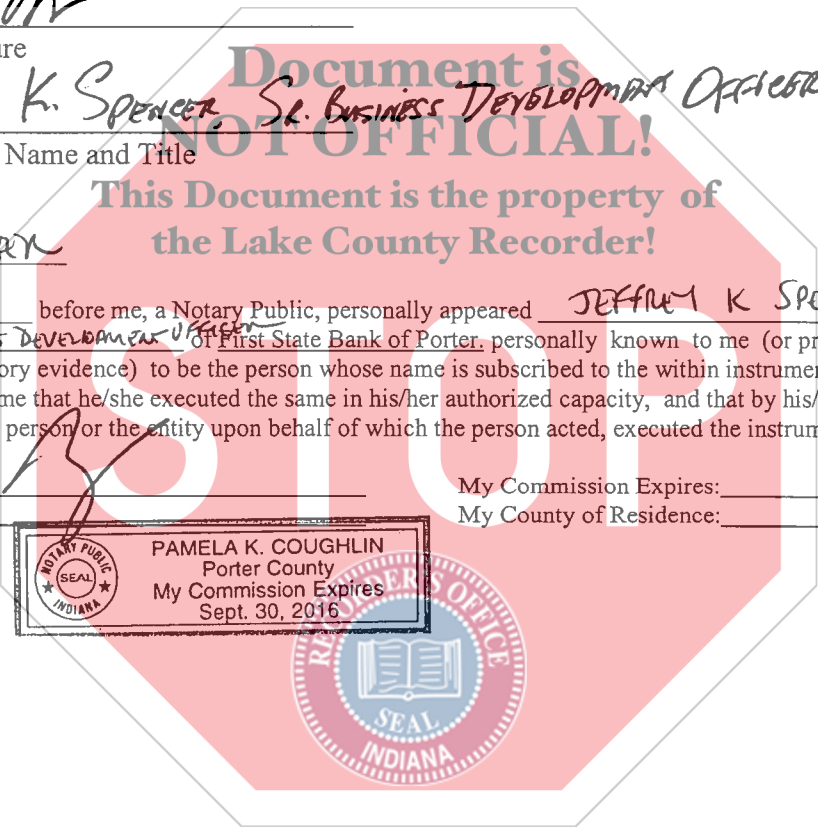 ure
Document is
K. SPENCER, SR. BUSINESS DEVELOPMENT OFFICER
NOT OFFICIAL!
Name and Title
This Document is the property of
the Lake County Recorder!
before me, a Notary Public, personally appeared JEFFREY K SPE
DEVELOPMENT OFFICER of First State Bank of Porter, personally known to me (or pr
ory evidence) to be the person whose name is subscribed to the within instrumen
me that he/she executed the same in his/her authorized capacity, and that by his/
person or the entity upon behalf of which the person acted, executed the instrum
STOP
My Commission Expires:
My County of Residence:
NOTARY PUBLIC
SEAL
INDIANA
PAMELA K. COUGHLIN
Porter County
My Commission Expires
Sept. 30, 2016
RECORDER'S OFFICE
SEAL
INDIANA